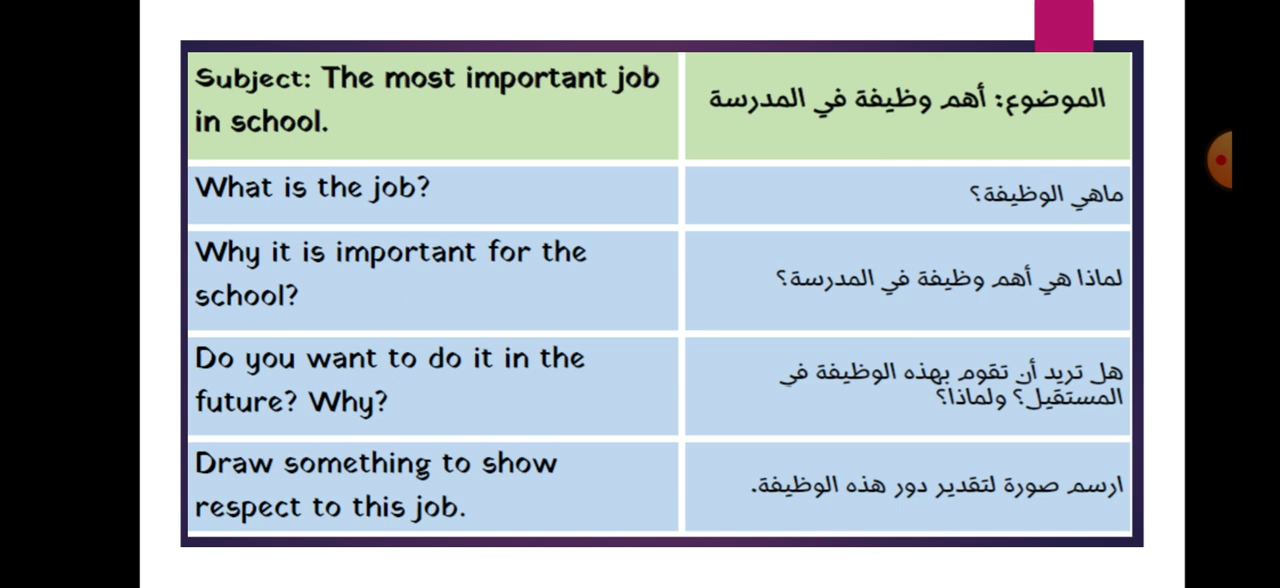 Subject: The most important job
in school.
الموضوع: أهم وظيفة في المدرسة
What is the job?
ماهي الوظيفة؟
Why it is important for the
school?
لماذا هي أهم وظيفة في المدرسة؟
Do you want to do it in the
future? Why?
هل تريد أن تقوم بهذه الوظيفة في
المستقيل؟ ولماذا؟
Draw something to show
respect to this job.
ارسم صورة لتقدير دور هذه الوظيفة.